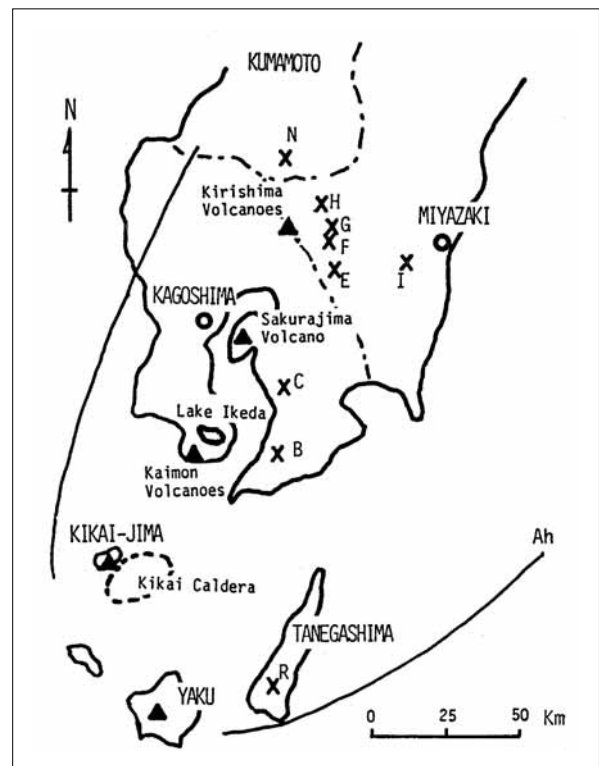 KUMAMOTO
N
N
Kirishima
Volcanoes
H
G
F
E
MIYAZAKI
I
KAGOSHIMA
Sakurajima
Volcano
C
Lake Ikeda
B
Kaimon
Volcanoes
KIKAI-JIMA
Kikai Caldera
Ah
TANEGASHIMA
R
YAKU
0 25 50 Km